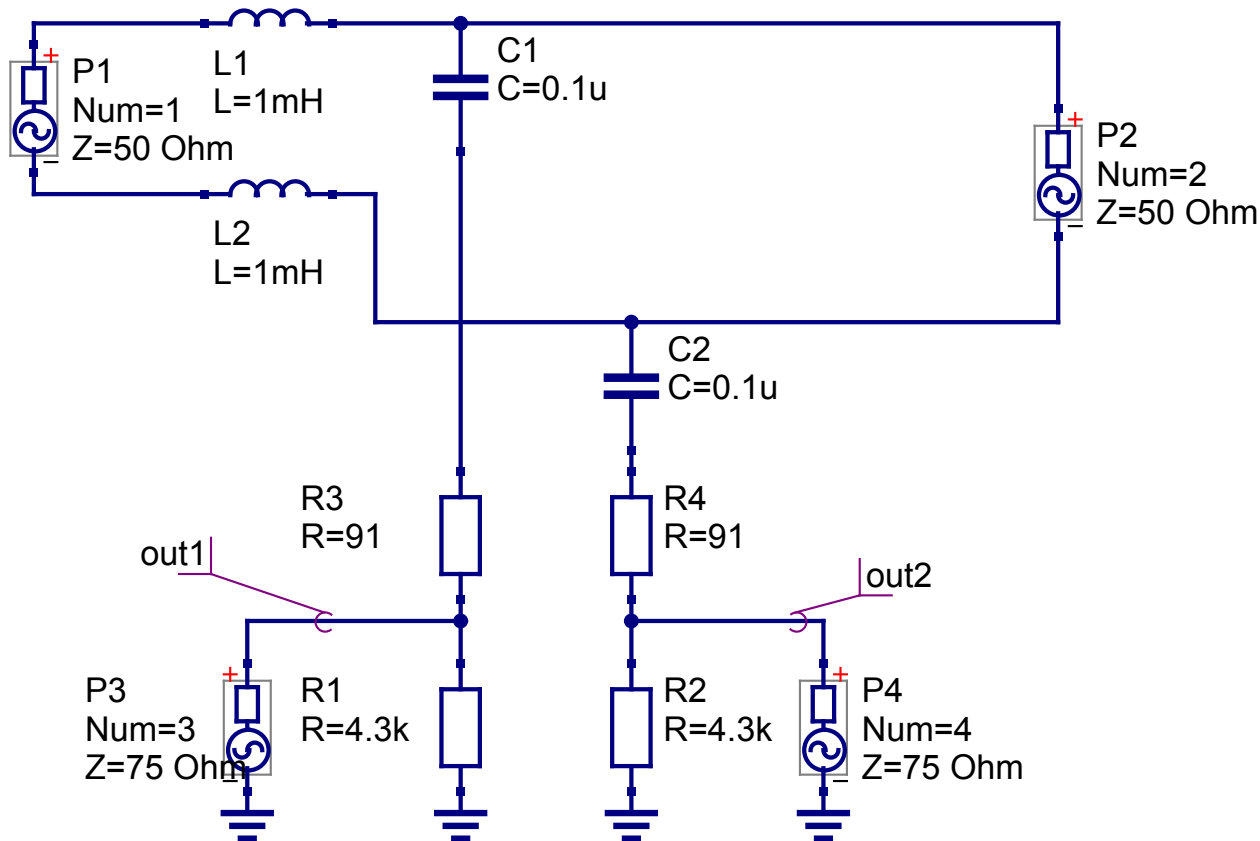 +
P1
Num=1
Z=50 Ohm
−
L1
L=1mH
C1
C=0.1u
+
P2
Num=2
Z=50 Ohm
−
L2
L=1mH
C2
C=0.1u
R3
R=91
R4
R=91
out1
out2
+
P3
Num=3
Z=75 Ohm
−
R1
R=4.3k
R2
R=4.3k
+
P4
Num=4
Z=75 Ohm
−